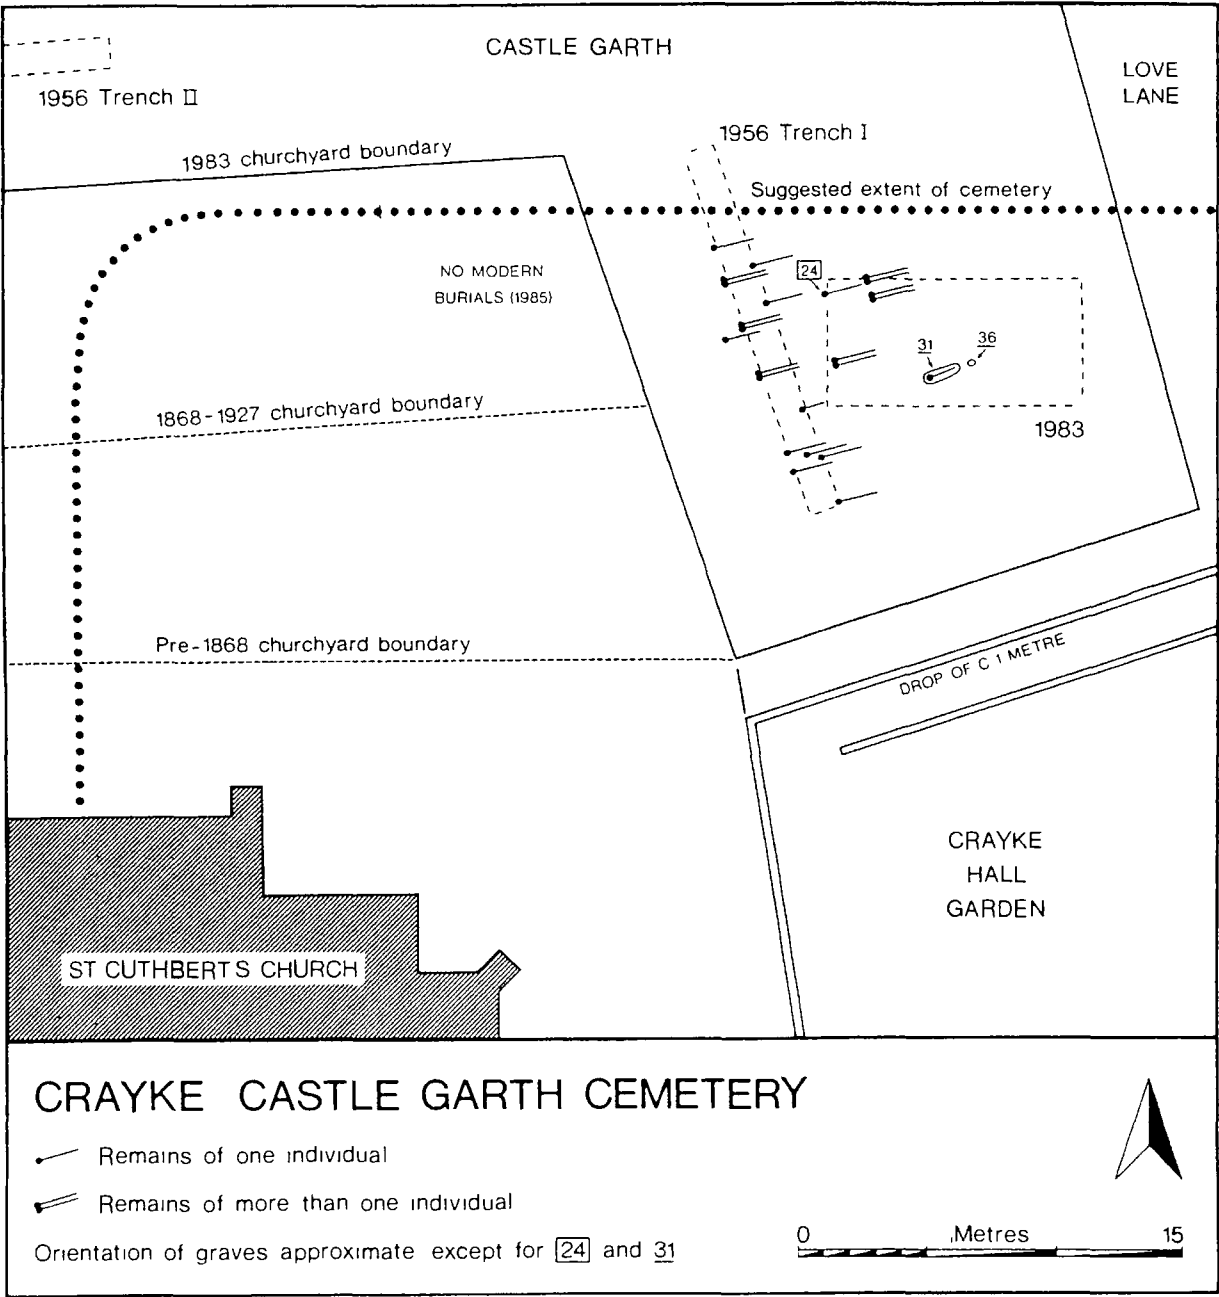 CASTLE GARTH
LOVE
LANE
1956 Trench II
1956 Trench I
1983 churchyard boundary
Suggested extent of cemetery
NO MODERN
BURIALS (1985)
24
31
36
1868-1927 churchyard boundary
1983
Pre-1868 churchyard boundary
DROP OF C 1 METRE
CRAYKE
HALL
GARDEN
ST CUTHBERTS CHURCH
CRAYKE CASTLE GARTH CEMETERY
Remains of one individual
Remains of more than one individual
Orientation of graves approximate except for 24 and 31
0 Metres 15